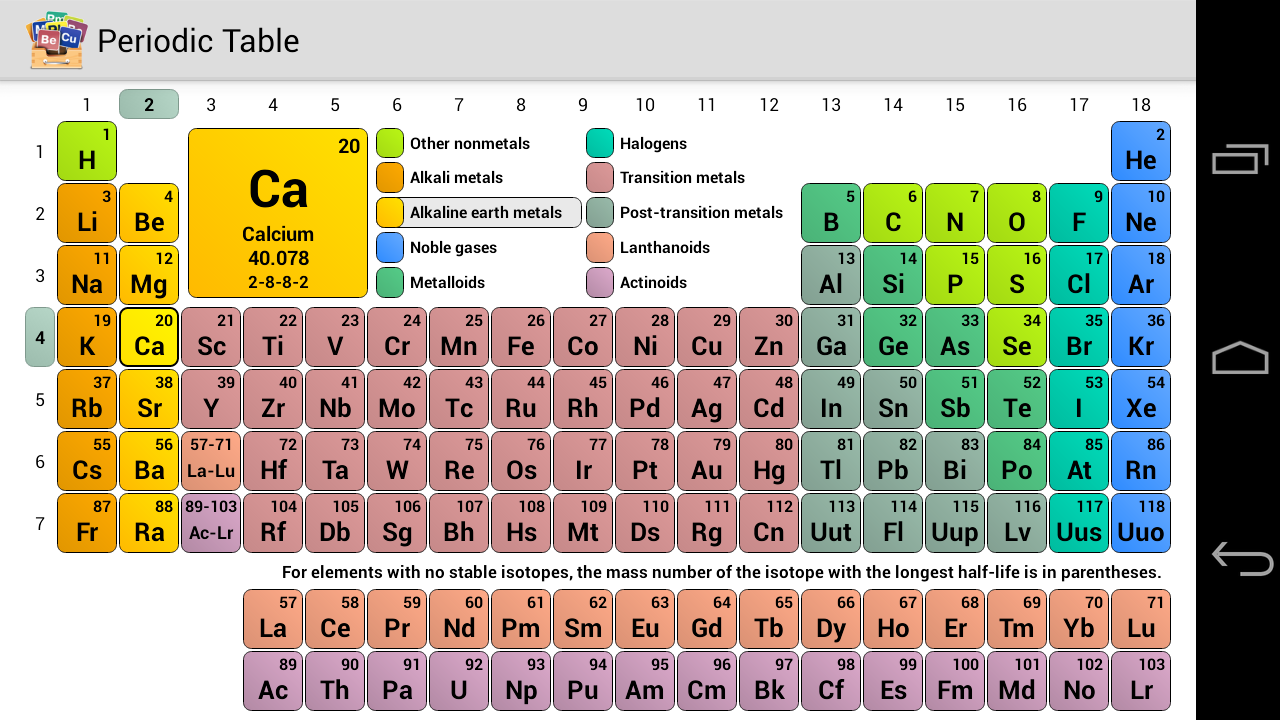 Be Cu Periodic Table
1 2 3 4 5 6 7 8 9 10 11 12 13 14 15 16 17 18
1 1 H 2 He
20 Ca Calcium 40.078 2-8-8-2
Other nonmetals Halogens
Alkali metals Transition metals
Alkaline earth metals Post-transition metals
Noble gases Lanthanoids
Metalloids Actinoids
2 3 Li 4 Be 5 B 6 C 7 N 8 O 9 F 10 Ne
3 11 Na 12 Mg 13 Al 14 Si 15 P 16 S 17 Cl 18 Ar
4 19 K 20 Ca 21 Sc 22 Ti 23 V 24 Cr 25 Mn 26 Fe 27 Co 28 Ni 29 Cu 30 Zn 31 Ga 32 Ge 33 As 34 Se 35 Br 36 Kr
5 37 Rb 38 Sr 39 Y 40 Zr 41 Nb 42 Mo 43 Tc 44 Ru 45 Rh 46 Pd 47 Ag 48 Cd 49 In 50 Sn 51 Sb 52 Te 53 I 54 Xe
6 55 Cs 56 Ba 57-71 La-Lu 72 Hf 73 Ta 74 W 75 Re 76 Os 77 Ir 78 Pt 79 Au 80 Hg 81 Tl 82 Pb 83 Bi 84 Po 85 At 86 Rn
7 87 Fr 88 Ra 89-103 Ac-Lr 104 Rf 105 Db 106 Sg 107 Bh 108 Hs 109 Mt 110 Ds 111 Rg 112 Cn 113 Uut 114 Fl 115 Uup 116 Lv 117 Uus 118 Uuo
For elements with no stable isotopes, the mass number of the isotope with the longest half-life is in parentheses.
57 La 58 Ce 59 Pr 60 Nd 61 Pm 62 Sm 63 Eu 64 Gd 65 Tb 66 Dy 67 Ho 68 Er 69 Tm 70 Yb 71 Lu
89 Ac 90 Th 91 Pa 92 U 93 Np 94 Pu 95 Am 96 Cm 97 Bk 98 Cf 99 Es 100 Fm 101 Md 102 No 103 Lr